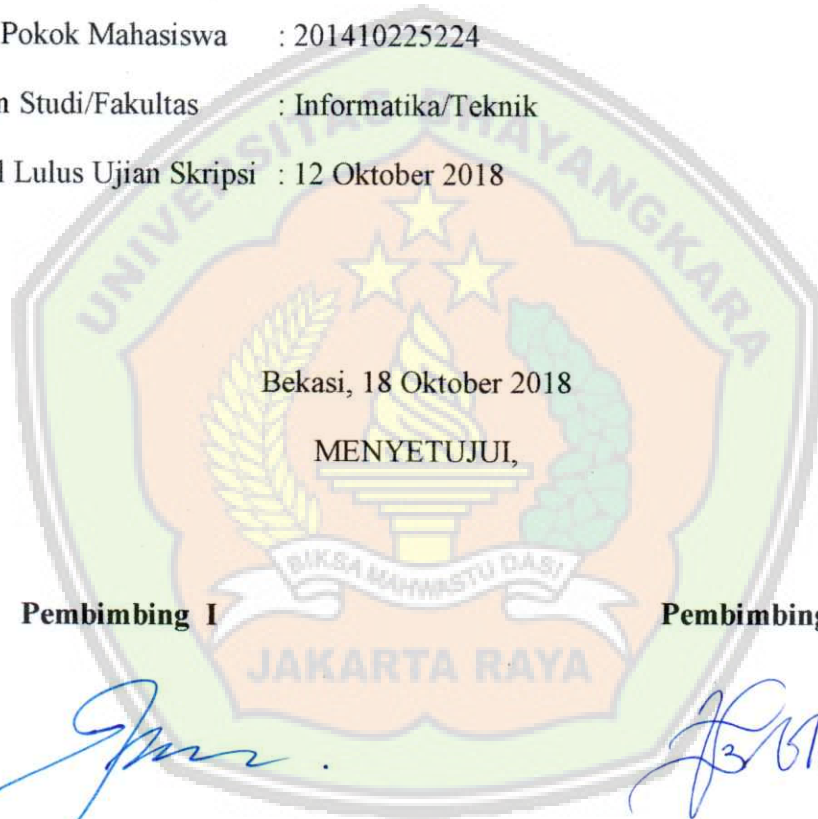 Pokok Mahasiswa : 201410225224
n Studi/Fakultas : Informatika/Teknik
l Lulus Ujian Skripsi : 12 Oktober 2018
UNIVERSITAS BHAYANGKARA
Bekasi, 18 Oktober 2018
MENYETUJUI,
BIKSA MAHWASTU DASI
Pembimbing I Pembimbing
JAKARTA RAYA